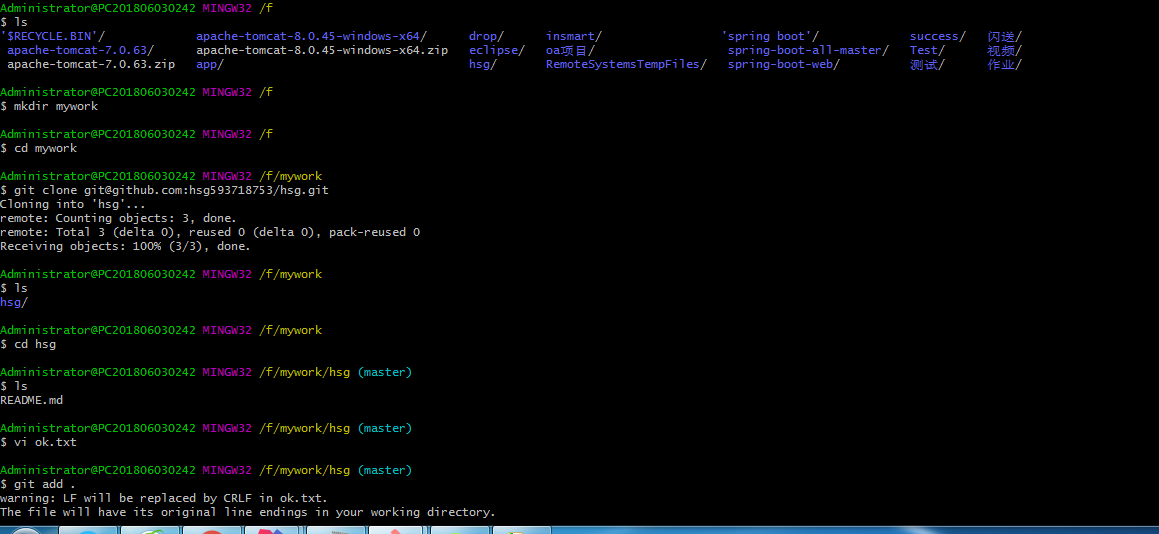 Administrator@PC201806030242 MINGW32 /f
$ ls
'$RECYCLE.BIN'/ apache-tomcat-8.0.45-windows-x64/ drop/ insmart/ 'spring boot'/ success/ 闪送/
apache-tomcat-7.0.63/ apache-tomcat-8.0.45-windows-x64.zip eclipse/ oa项目/ spring-boot-all-master/ Test/ 视频/
apache-tomcat-7.0.63.zip app/ hsg/ RemoteSystemsTempFiles/ spring-boot-web/ 测试/ 作业/
Administrator@PC201806030242 MINGW32 /f
$ mkdir mywork
Administrator@PC201806030242 MINGW32 /f
$ cd mywork
Administrator@PC201806030242 MINGW32 /f/mywork
$ git clone git@github.com:hsg593718753/hsg.git
Cloning into 'hsg'...
remote: Counting objects: 3, done.
remote: Total 3 (delta 0), reused 0 (delta 0), pack-reused 0
Receiving objects: 100% (3/3), done.
Administrator@PC201806030242 MINGW32 /f/mywork
$ ls
hsg/
Administrator@PC201806030242 MINGW32 /f/mywork
$ cd hsg
Administrator@PC201806030242 MINGW32 /f/mywork/hsg (master)
$ ls
README.md
Administrator@PC201806030242 MINGW32 /f/mywork/hsg (master)
$ vi ok.txt
Administrator@PC201806030242 MINGW32 /f/mywork/hsg (master)
$ git add .
warning: LF will be replaced by CRLF in ok.txt.
The file will have its original line endings in your working directory.